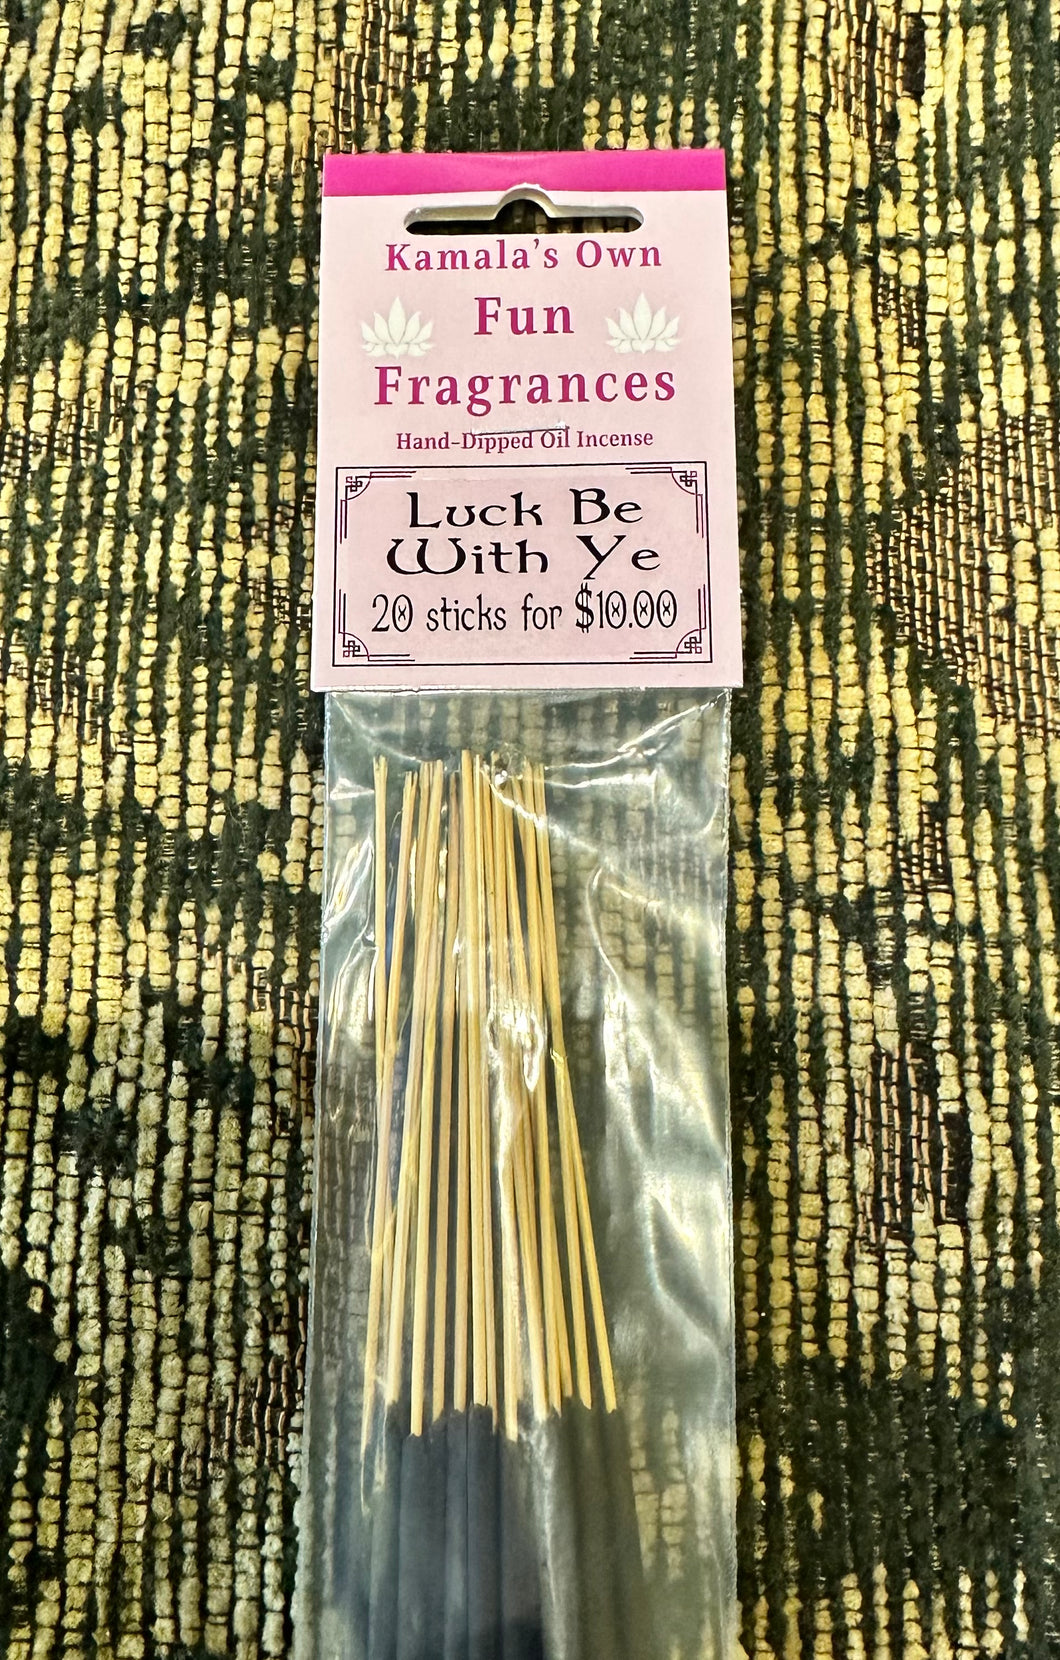 Kamala's Own
Fun
Fragrances
Hand-Dipped Oil Incense
Luck Be
With Ye
20 sticks for $10.00